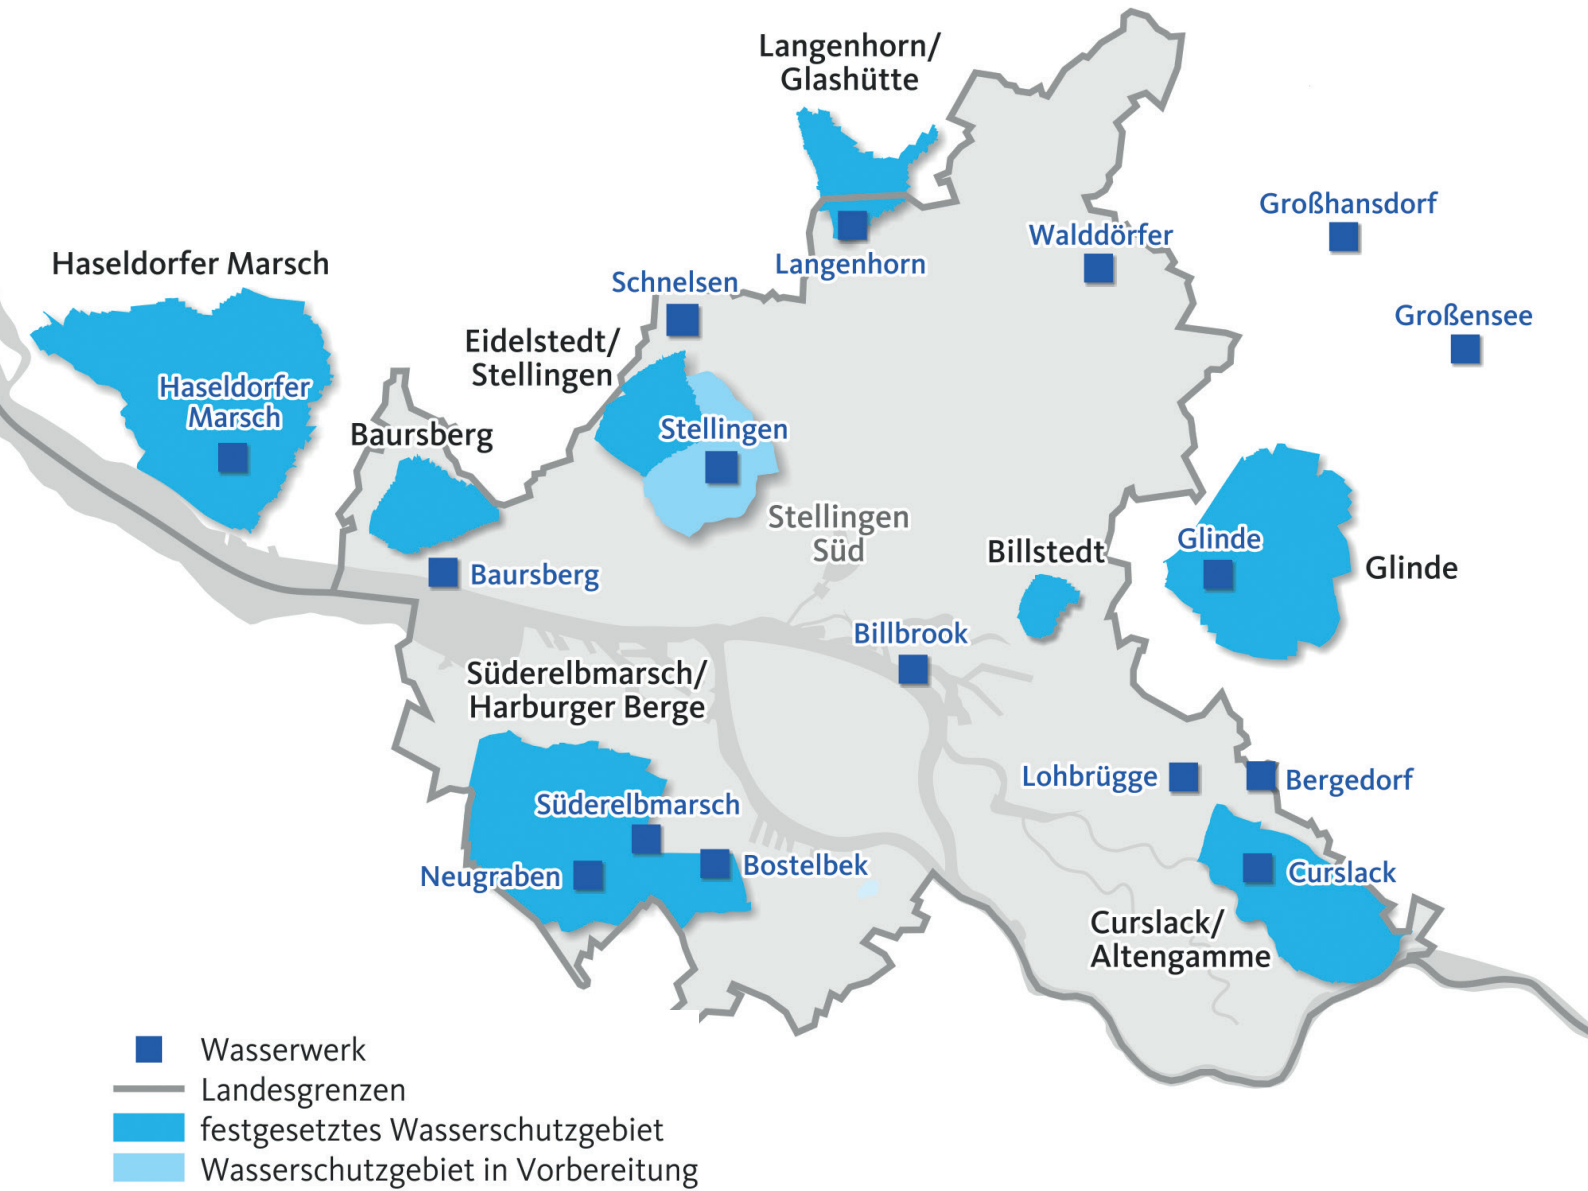 Langenhorn/
Glashütte
Großhansdorf
Walddörfer
Haseldorfer Marsch
Langenhorn
Schnelsen
Großensee
Eidelstedt/
Stellingen
Haseldorfer
Marsch
Baursberg
Stellingen
Stellingen
Süd
Glinde
Billstedt
Glinde
Baursberg
Billbrook
Süderelbmarsch/
Harburger Berge
Lohbrügge
Bergedorf
Süderelbmarsch
Bostelbek
Neugraben
Curslack
Curslack/
Altengamme
Wasserwerk
Landesgrenzen
festgesetztes Wasserschutzgebiet
Wasserschutzgebiet in Vorbereitung